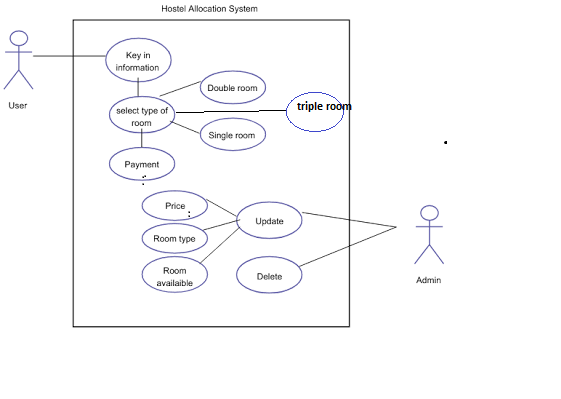 Hostel Allocation System
Key in
information
Double room
select type of
room
triple room
Single room
User
Payment
Price
Update
Room type
Room
availaible
Delete
Admin